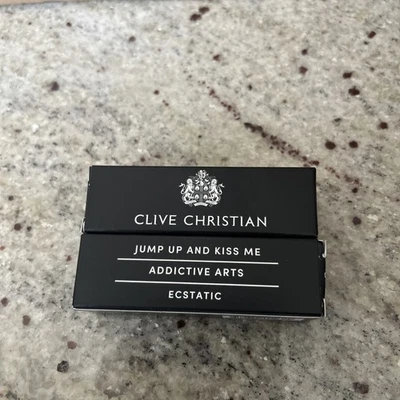 CLIVE CHRISTIAN
JUMP UP AND KISS ME
ADDICTIVE ARTS
ECSTATIC